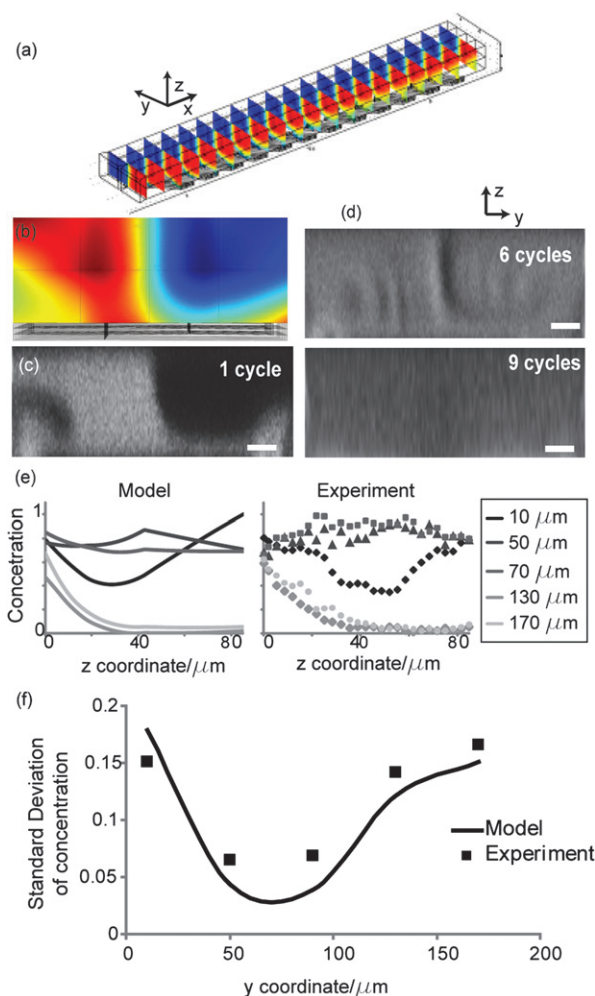 (a)
z
y
x
(b)
(c)
1 cycle
(d)
z
y
6 cycles
9 cycles
(e)
Model
Experiment
Concetration
1
0
0
40
80
0
40
80
z coordinate/μm
z coordinate/μm
10 μm
50 μm
70 μm
130 μm
170 μm
(f)
Standard Deviation
of concentration
0.2
0.15
0.1
0.05
0
0
50
100
150
200
Model
Experiment
y coordinate/μm